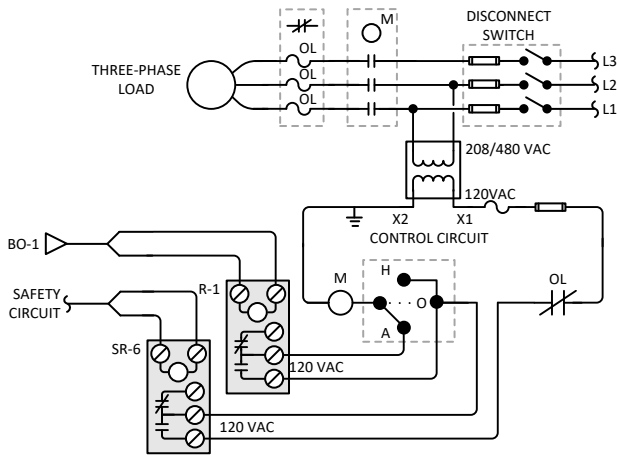 DISCONNECT
SWITCH
M
OL
L3
THREE-PHASE
LOAD
OL
L2
OL
L1
208/480 VAC
120VAC
X2
X1
CONTROL CIRCUIT
BO-1
H
M
O
OL
R-1
SAFETY
CIRCUIT
A
SR-6
120 VAC
120 VAC